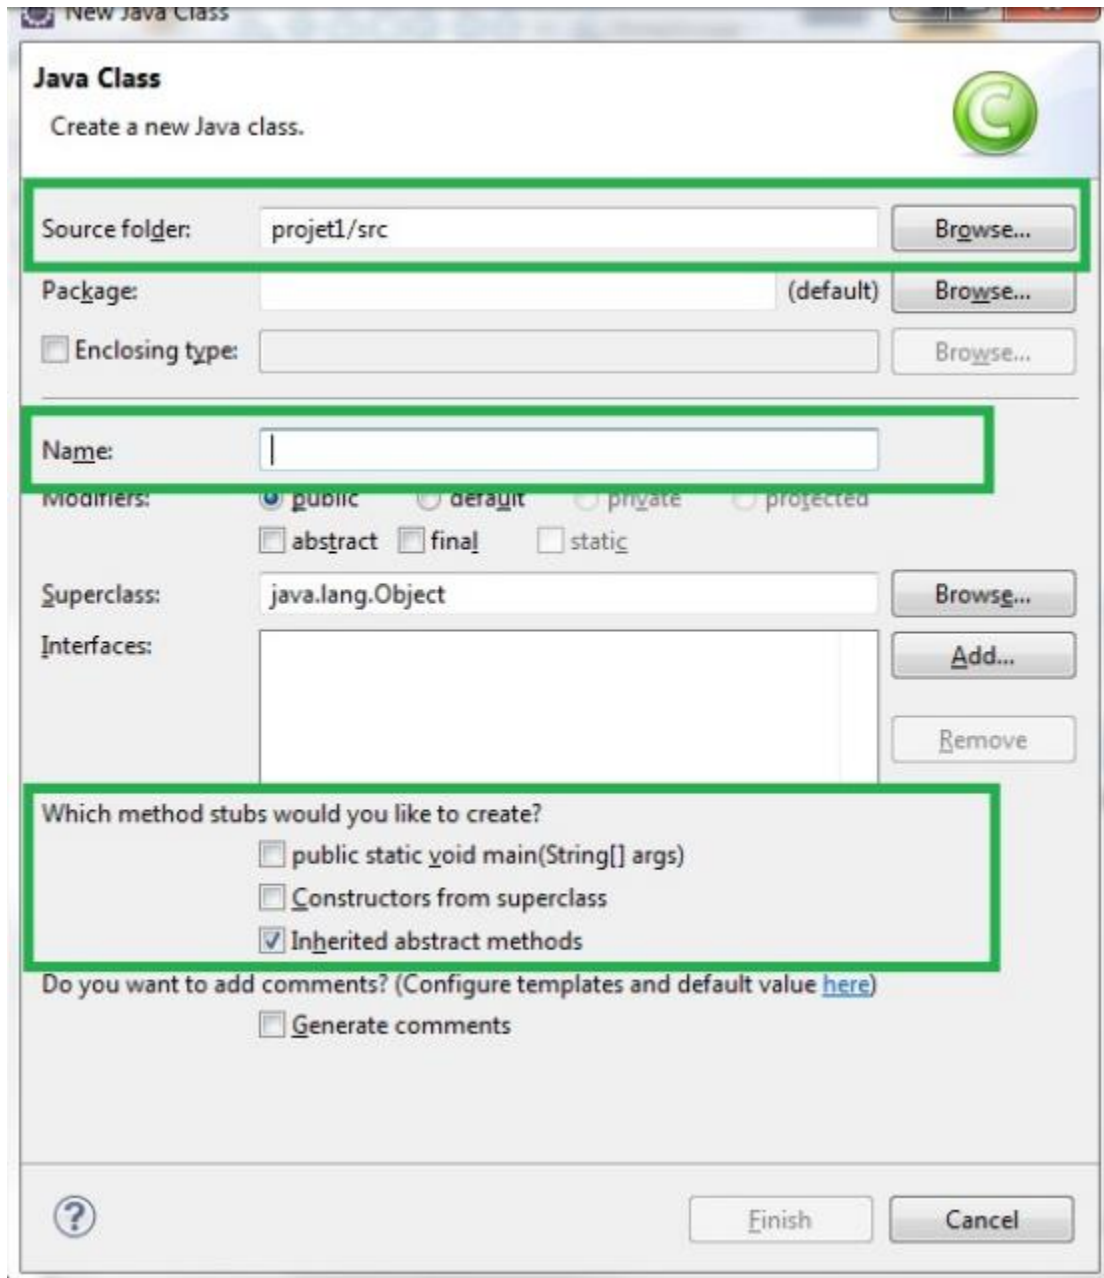 New Java Class
Java Class
Create a new Java class.
Source folder: projet1/src Browse...
Package: (default) Browse...
Enclosing type: Browse...
Name:
Modifiers: public default private protected
abstract final static
Superclass: java.lang.Object Browse...
Interfaces: Add...
Remove
Which method stubs would you like to create?
public static void main(String[] args)
Constructors from superclass
Inherited abstract methods
Do you want to add comments? (Configure templates and default value here)
Generate comments
? Finish Cancel